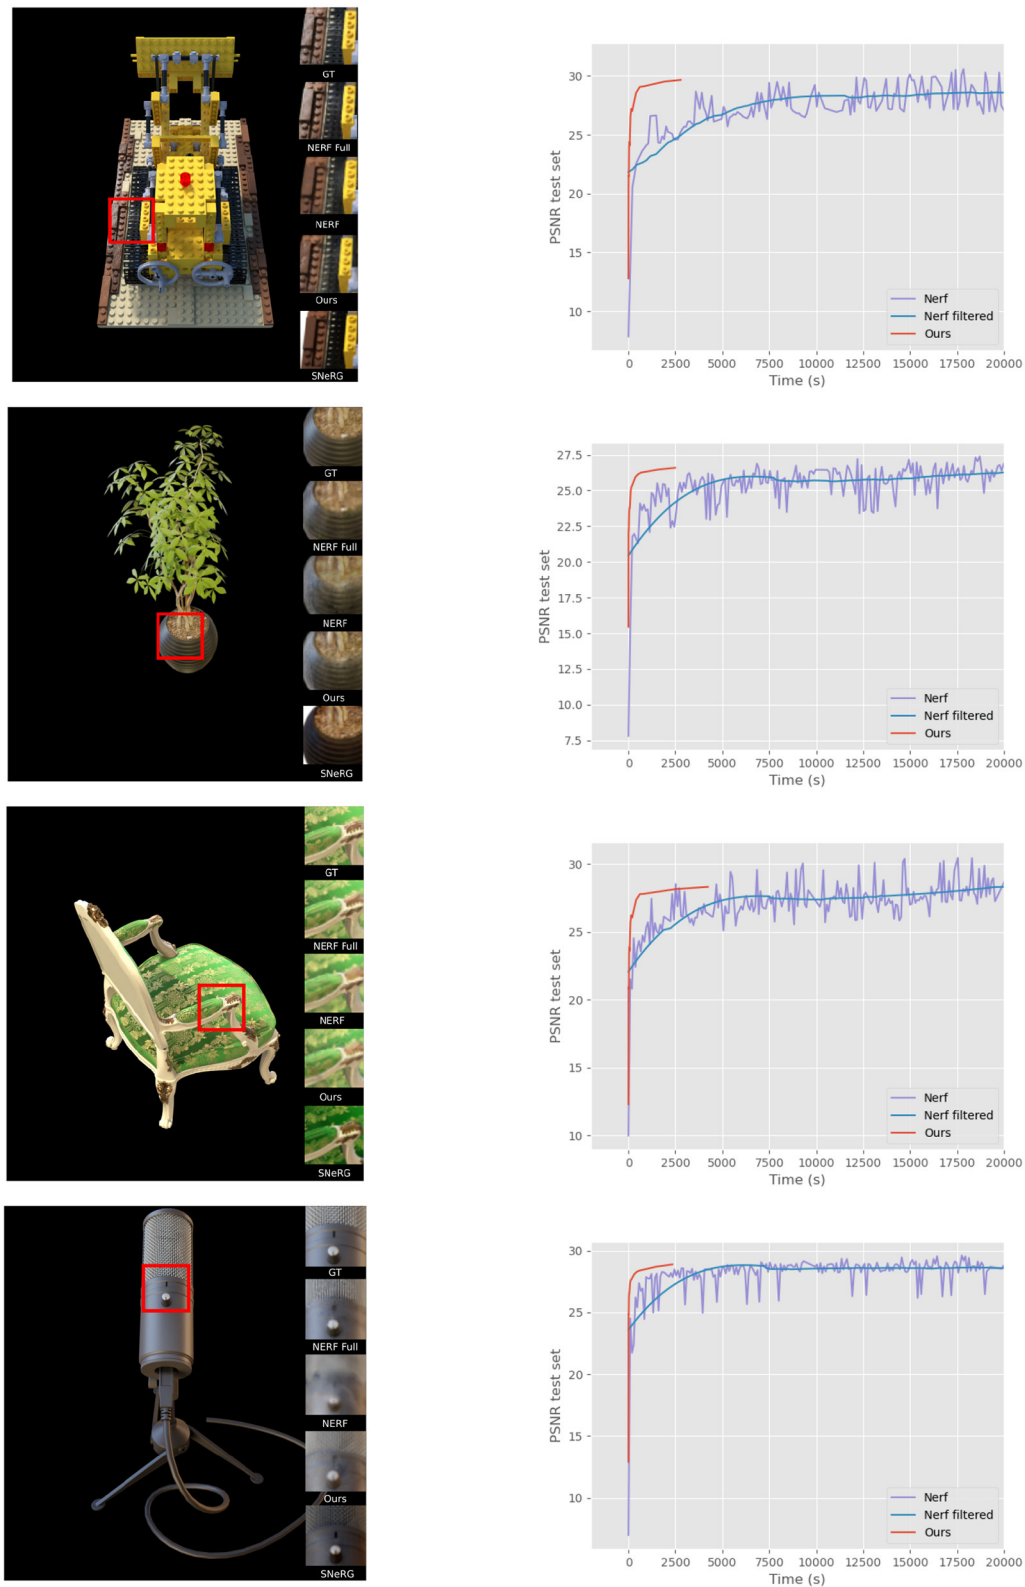 GT
NERF Full
NERF
Ours
SNeRG
30
25
20
15
10
PSNR test set
0 2500 5000 7500 10000 12500 15000 17500 20000
Time (s)
Nerf
Nerf filtered
Ours
GT
NERF Full
NERF
Ours
SNeRG
27.5
25.0
22.5
20.0
17.5
15.0
12.5
10.0
7.5
PSNR test set
0 2500 5000 7500 10000 12500 15000 17500 20000
Time (s)
Nerf
Nerf filtered
Ours
GT
NERF Full
NERF
Ours
SNeRG
30
25
20
15
10
PSNR test set
0 2500 5000 7500 10000 12500 15000 17500 20000
Time (s)
Nerf
Nerf filtered
Ours
GT
NERF Full
NERF
Ours
SNeRG
30
25
20
15
10
PSNR test set
0 2500 5000 7500 10000 12500 15000 17500 20000
Time (s)
Nerf
Nerf filtered
Ours